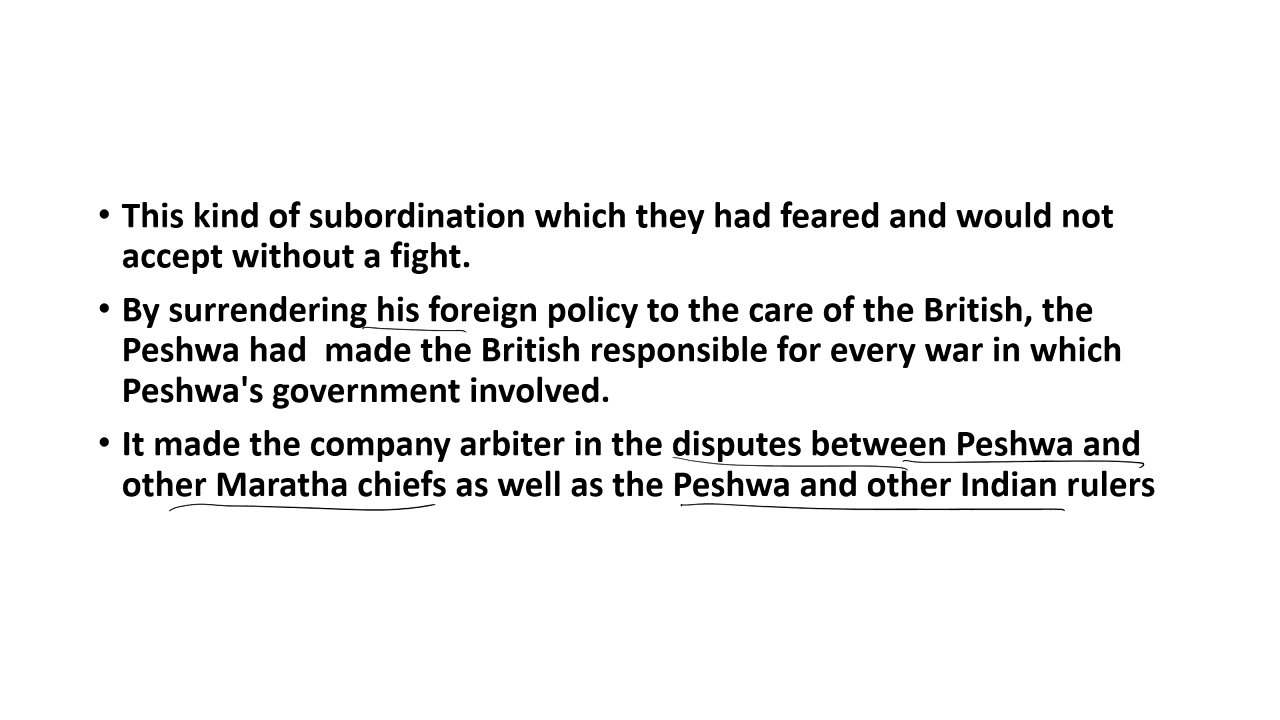 • This kind of subordination which they had feared and would not
accept without a fight.
• By surrendering his foreign policy to the care of the British, the
Peshwa had  made the British responsible for every war in which
Peshwa's government involved.
• It made the company arbiter in the disputes between Peshwa and
other Maratha chiefs as well as the Peshwa and other Indian rulers